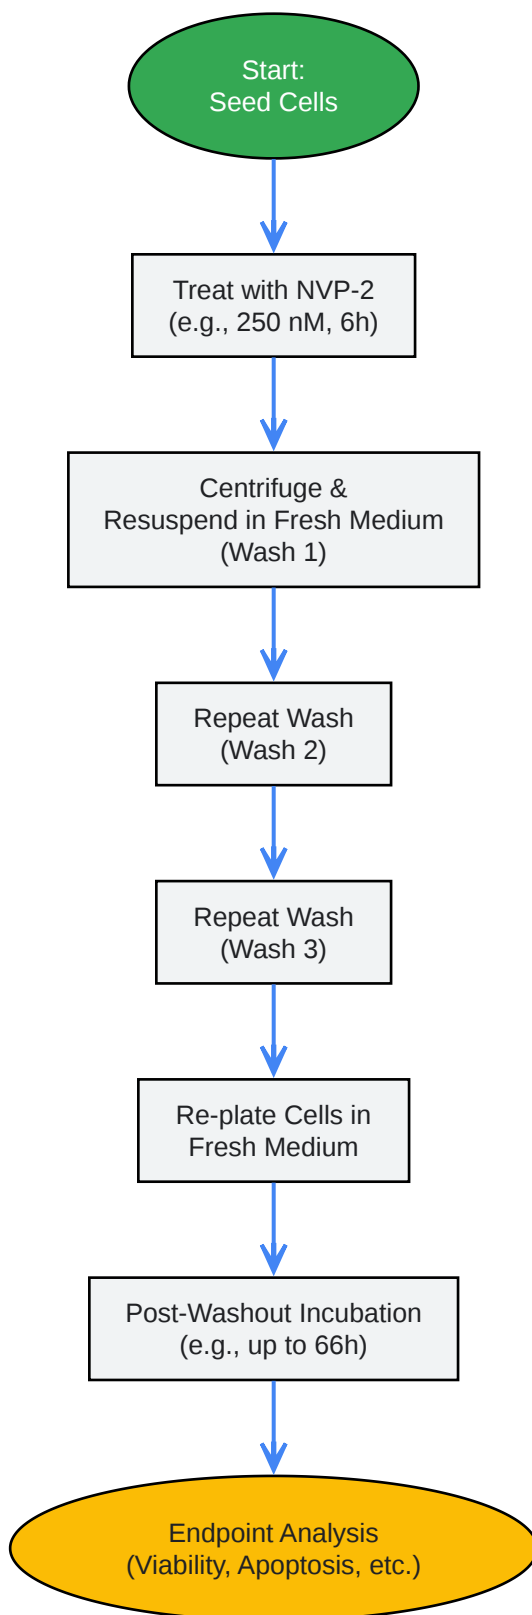 Start:
Seed Cells
Treat with NVP-2
(e.g., 250 nM, 6h)
Centrifuge &
Resuspend in Fresh Medium
(Wash 1)
Repeat Wash
(Wash 2)
Repeat Wash
(Wash 3)
Re-plate Cells in
Fresh Medium
Post-Washout Incubation
(e.g., up to 66h)
Endpoint Analysis
(Viability, Apoptosis, etc.)